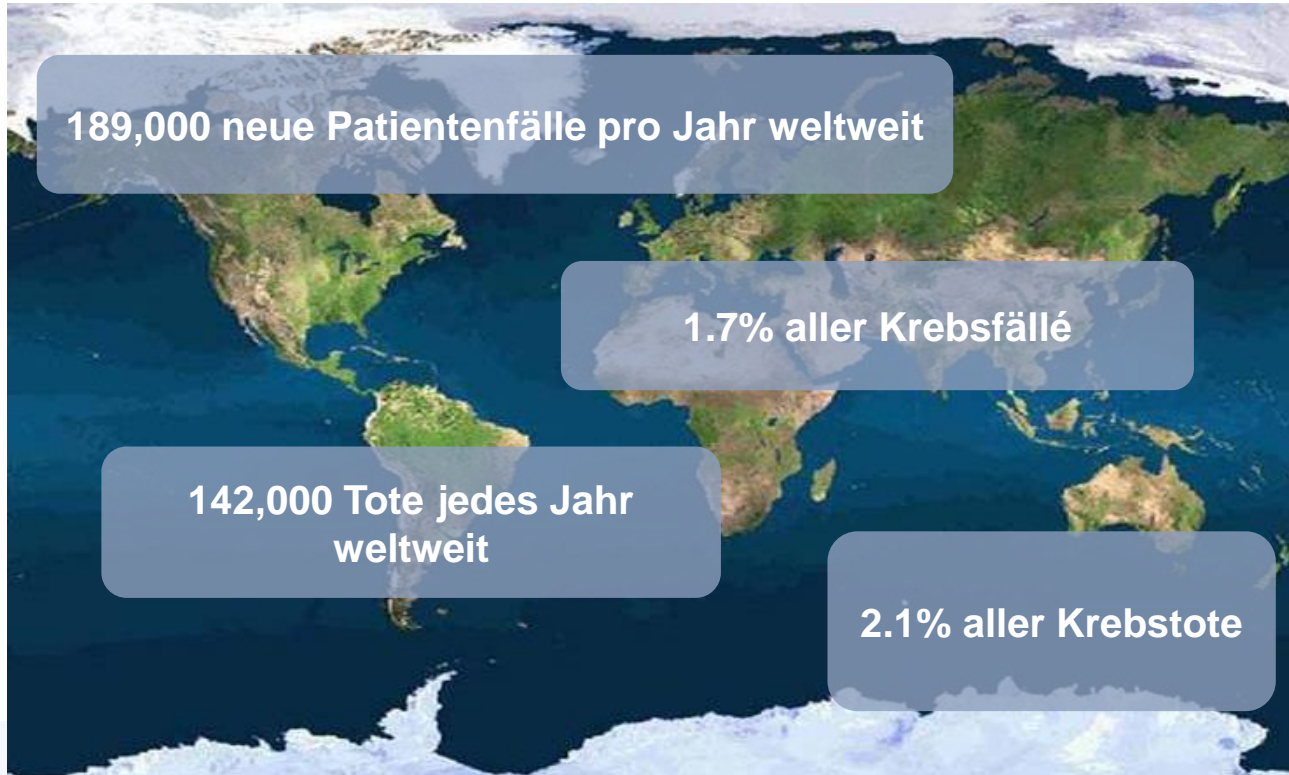 189,000 neue Patientenfälle pro Jahr weltweit
1.7% aller Krebsfällé
142,000 Tote jedes Jahr
weltweit
2.1% aller Krebstote